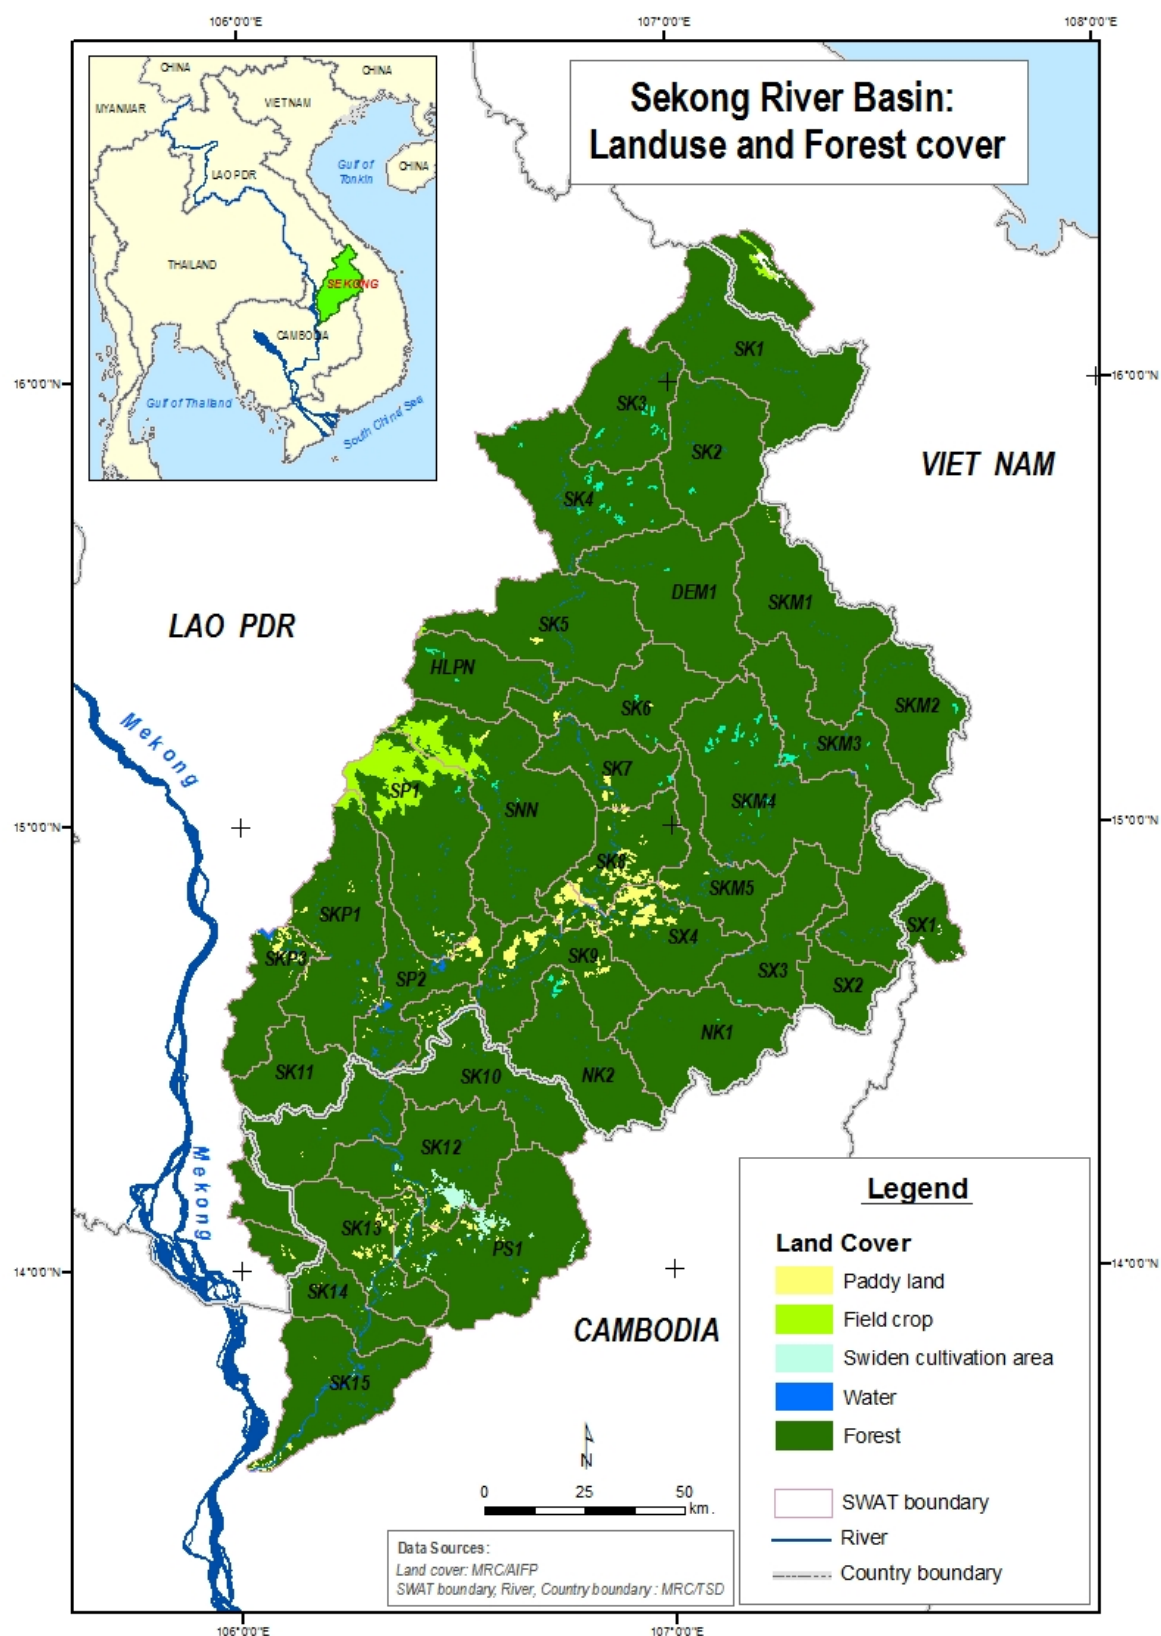 106°0'0"E
107°0'0"E
108°0'0"E
Sekong River Basin:
Landuse and Forest cover
CHINA
CHINA
MYANMAR
VIETNAM
Gulf of
Tonkin
CHINA
LAO PDR
THAILAND
SEKONG
CAMBODIA
Gulf of Thailand
South China Sea
16°0'0"N
16°0'0"N
SK1
SK3
SK2
VIET NAM
SK4
DEM1
SKM1
LAO PDR
SK5
HLPN
SK6
SKM2
Mekong
SKM3
SK7
SP1
SNN
SKM4
15°0'0"N
15°0'0"N
SK8
SKM5
SKP1
SX1
SX4
SKP3
SK9
SP2
SX3
SX2
NK1
SK11
SK10
NK2
SK12
Mekong
SK13
PS1
14°0'0"N
14°0'0"N
SK14
CAMBODIA
SK15
N
0 25 50
km.
Legend
Land Cover
Paddy land
Field crop
Swiden cultivation area
Water
Forest
SWAT boundary
River
Country boundary
Data Sources:
Land cover: MRC/AIFP
SWAT boundary, River, Country boundary : MRC/TSD
106°0'0"E
107°0'0"E